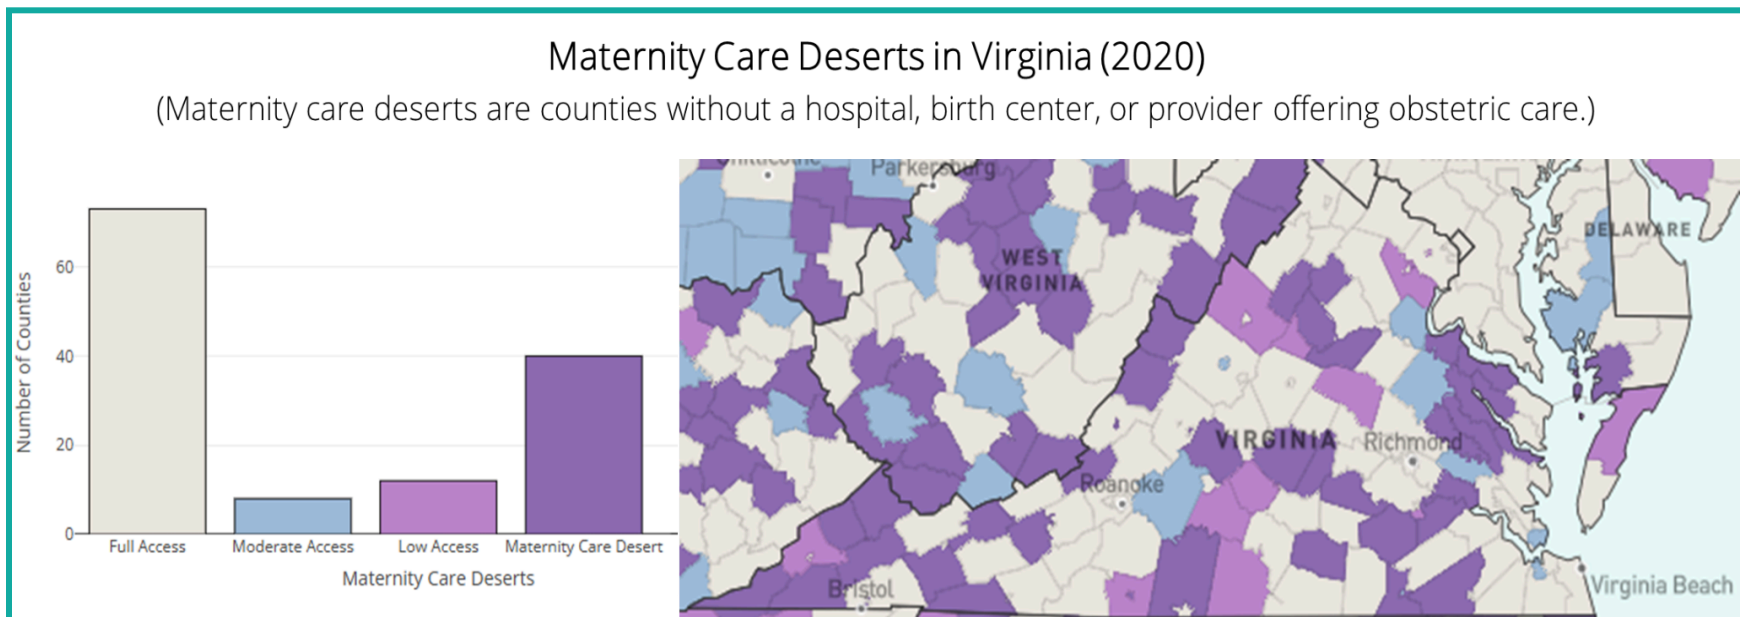 Maternity Care Deserts in Virginia (2020)
(Maternity care deserts are counties without a hospital, birth center, or provider offering obstetric care.)
Number of Counties
60
40
20
0
Full Access
Moderate Access
Low Access
Maternity Care Desert
Maternity Care Deserts
Parkersburg
DELAWARE
WEST
VIRGINIA
VIRGINIA
Richmond
Roanoke
Bristol
Virginia Beach